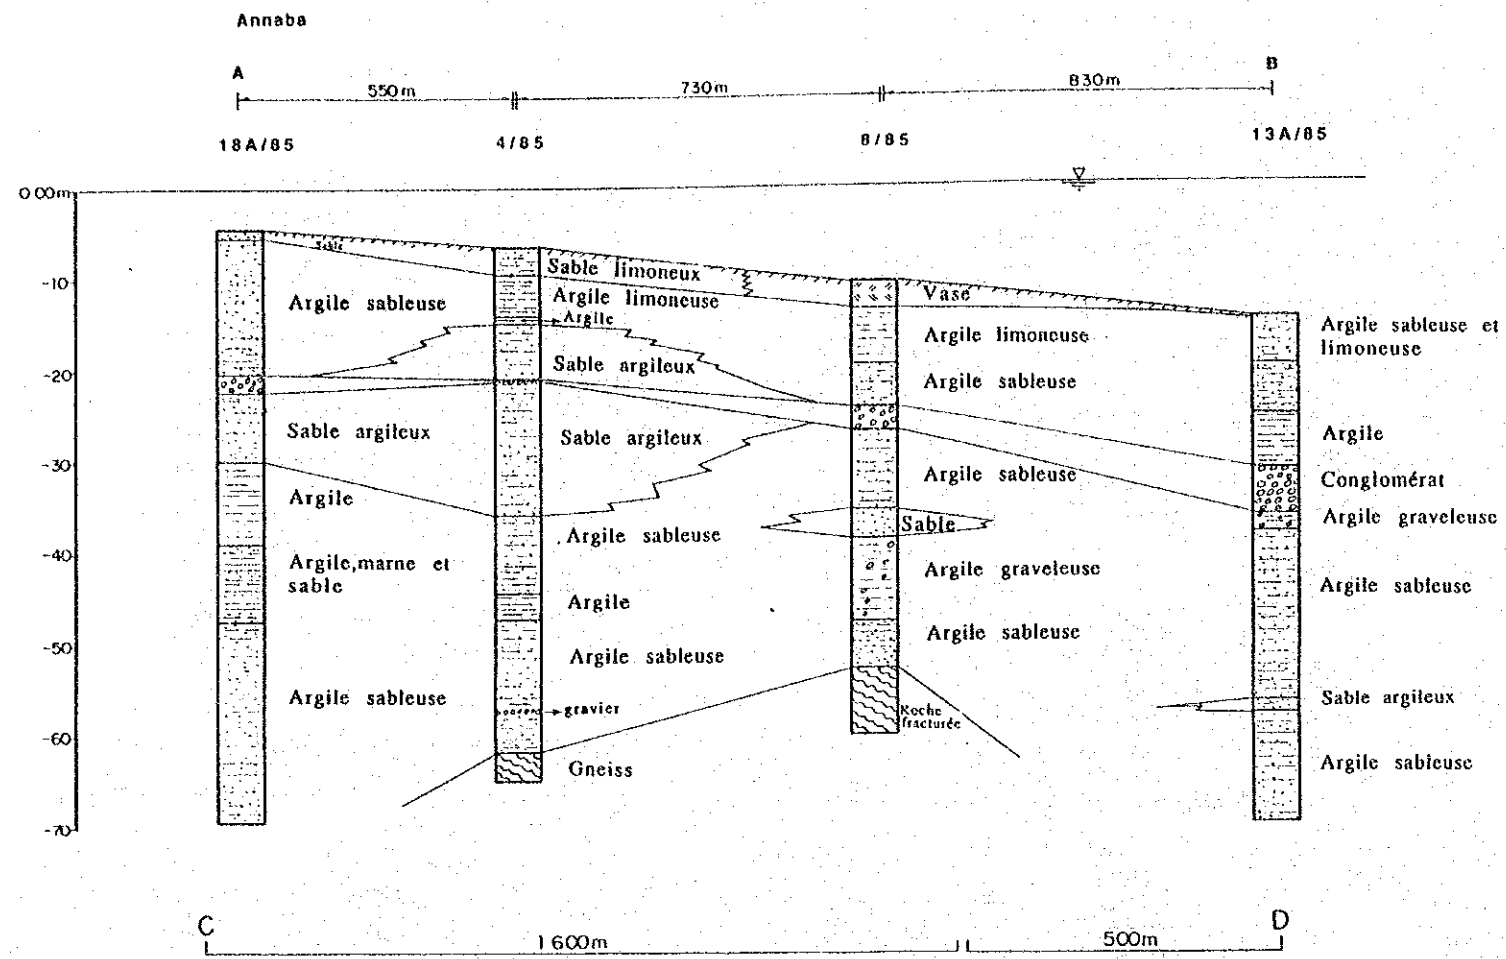 Annaba
A B
550m 730m 830m
18A/85 4/85 8/85 13A/85
0 00m
-10
-20
-30
-40
-50
-60
-70
Sable
Argile sableuse
Sable argileux
Argile
Argile,marne et
sable
Argile sableuse
Sable limoneux
Argile limoneuse
Argile
Sable argileux
Sable argileux
Argile sableuse
Argile
Argile sableuse
gravier
Gneiss
Vase
Argile limoneuse
Argile sableuse
Argile sableuse
Sable
Argile graveleuse
Argile sableuse
Roche
fracturée
Argile sableuse et
limoneuse
Argile
Conglomérat
Argile graveleuse
Argile sableuse
Sable argileux
Argile sableuse
C D
1600m 500m